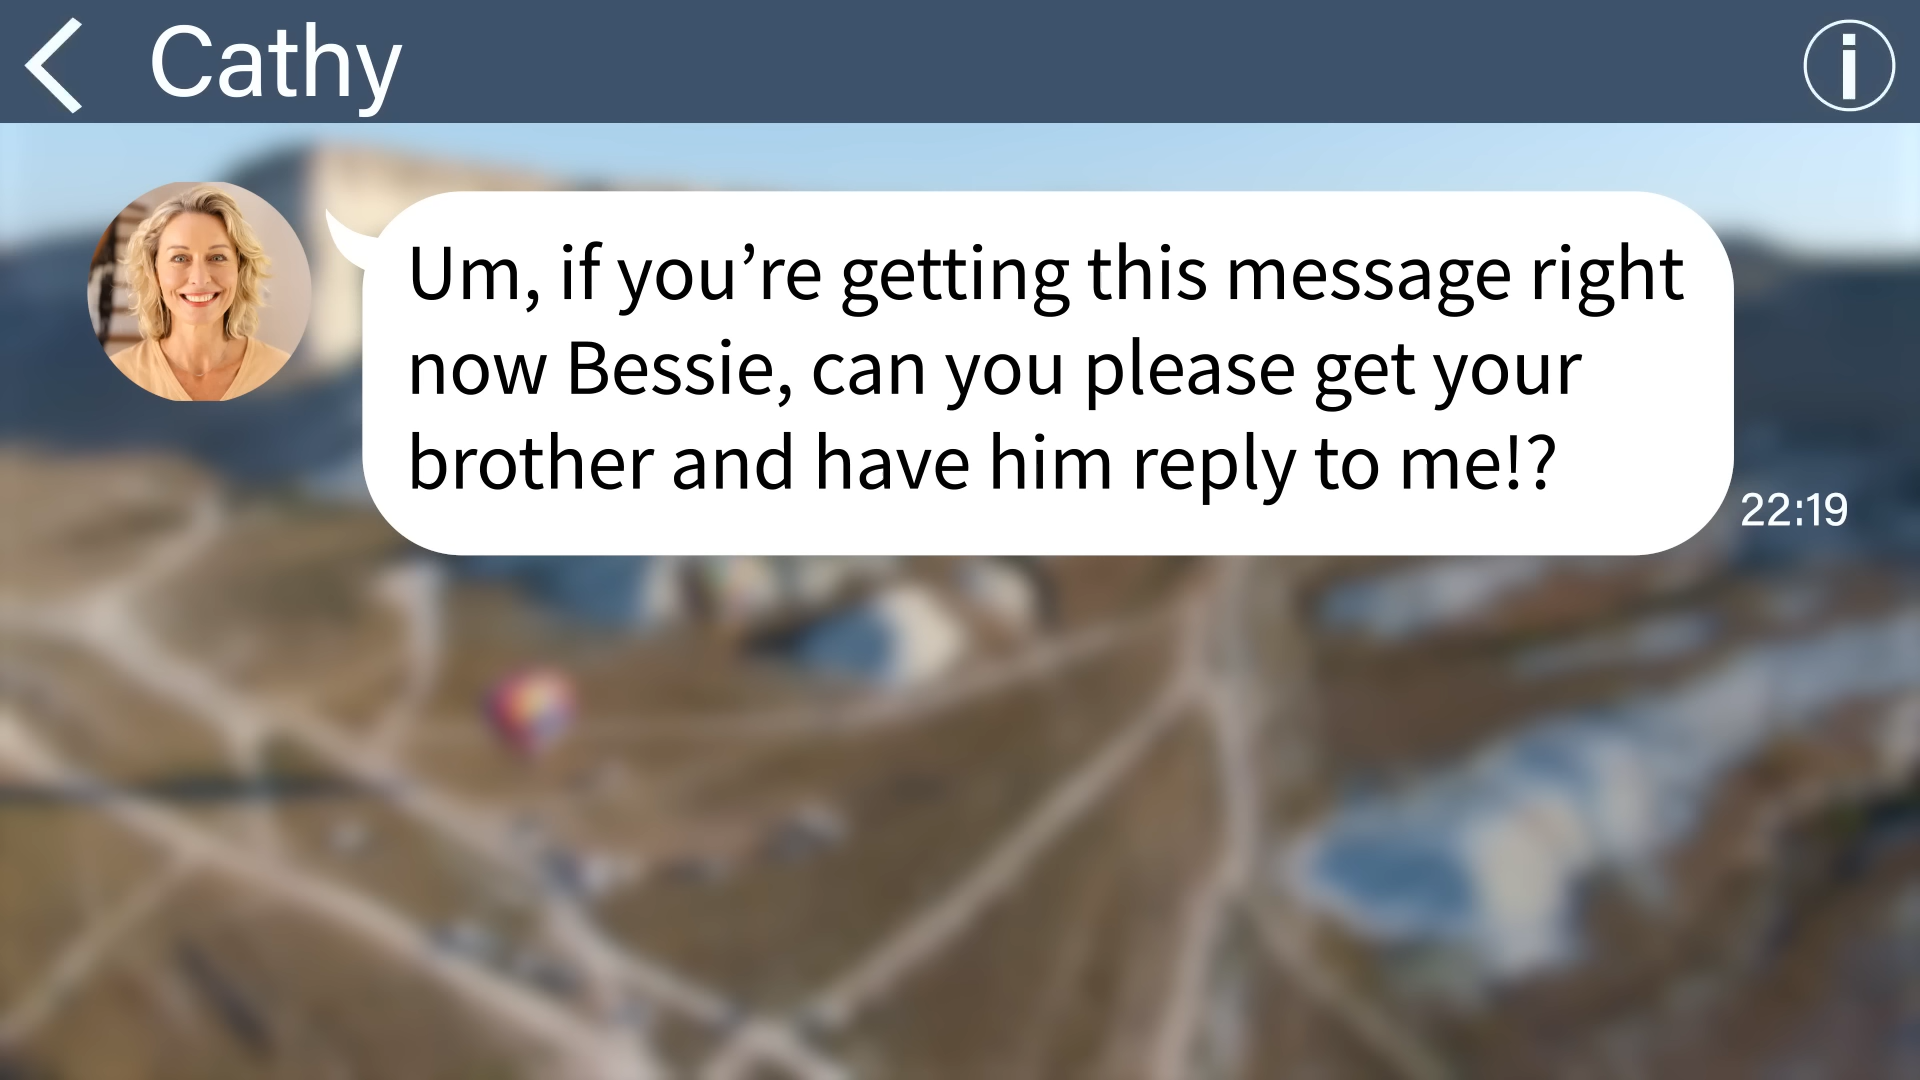 Cathy
Um, if you’re getting this message right
now Bessie, can you please get your
brother and have him reply to me!?
22:19